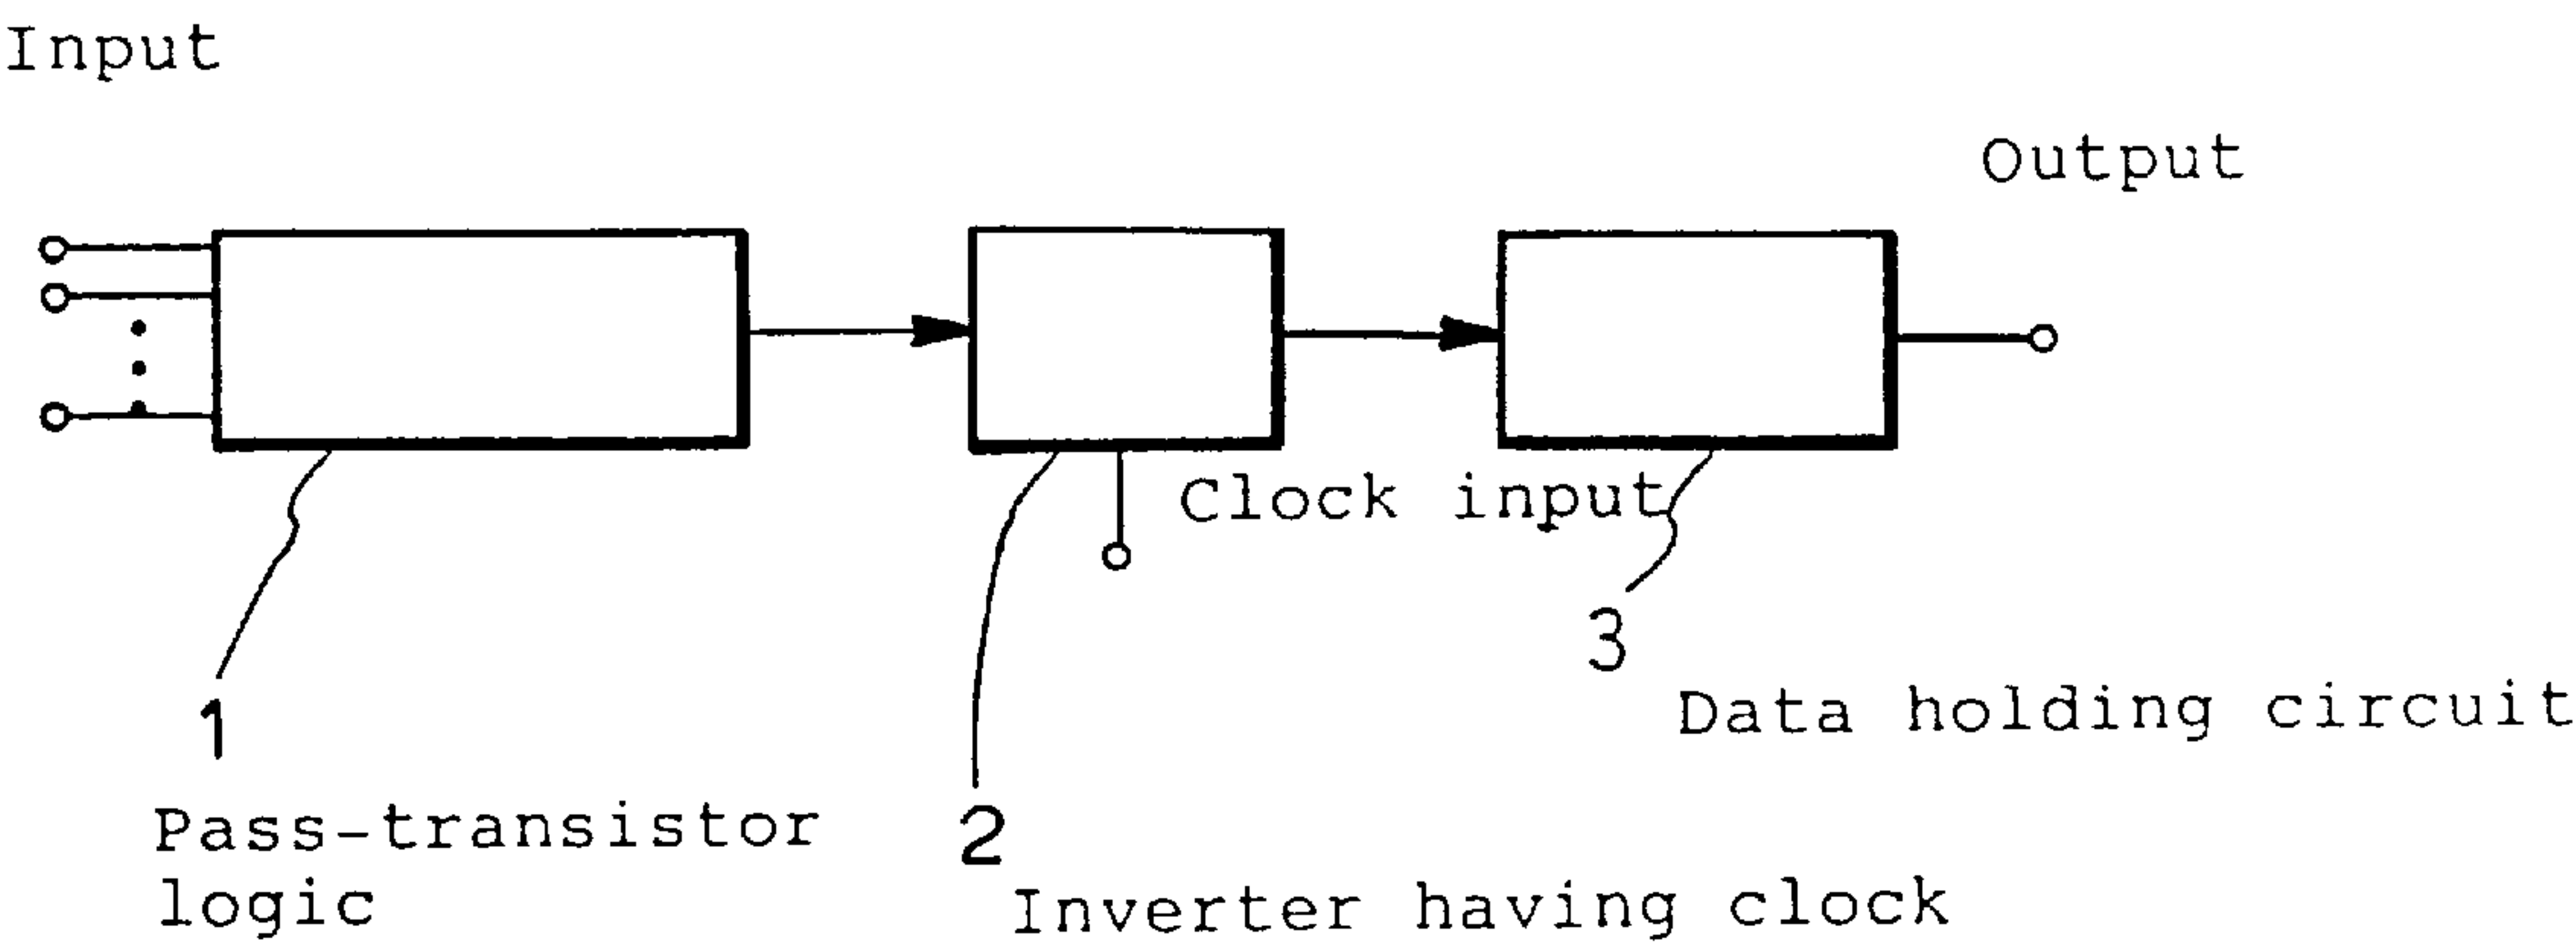 Input
Output
Clock input
1
Pass-transistor
logic
2
Inverter having clock
3
Data holding circuit